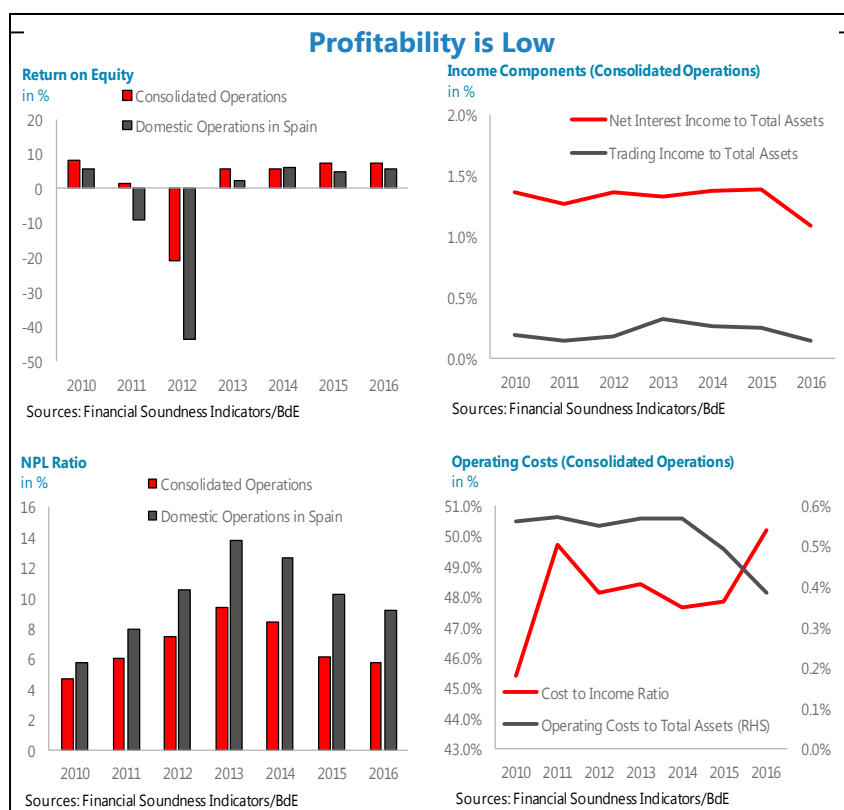 Profitability is Low
Return on Equity
in %
Consolidated Operations
Domestic Operations in Spain
20
10
0
-10
-20
-30
-40
-50
2010 2011 2012 2013 2014 2015 2016
Sources: Financial Soundness Indicators/BdE
Income Components (Consolidated Operations)
in %
2.0%
1.5%
1.0%
0.5%
0.0%
Net Interest Income to Total Assets
Trading Income to Total Assets
2010 2011 2012 2013 2014 2015 2016
Sources: Financial Soundness Indicators/BdE
NPL Ratio
in %
Consolidated Operations
Domestic Operations in Spain
16
14
12
10
8
6
4
2
0
2010 2011 2012 2013 2014 2015 2016
Sources: Financial Soundness Indicators/BdE
Operating Costs (Consolidated Operations)
in %
51.0%
50.0%
49.0%
48.0%
47.0%
46.0%
45.0%
44.0%
43.0%
0.6%
0.5%
0.4%
0.3%
0.2%
0.1%
0.0%
Cost to Income Ratio
Operating Costs to Total Assets (RHS)
2010 2011 2012 2013 2014 2015 2016
Sources: Financial Soundness Indicators/BdE